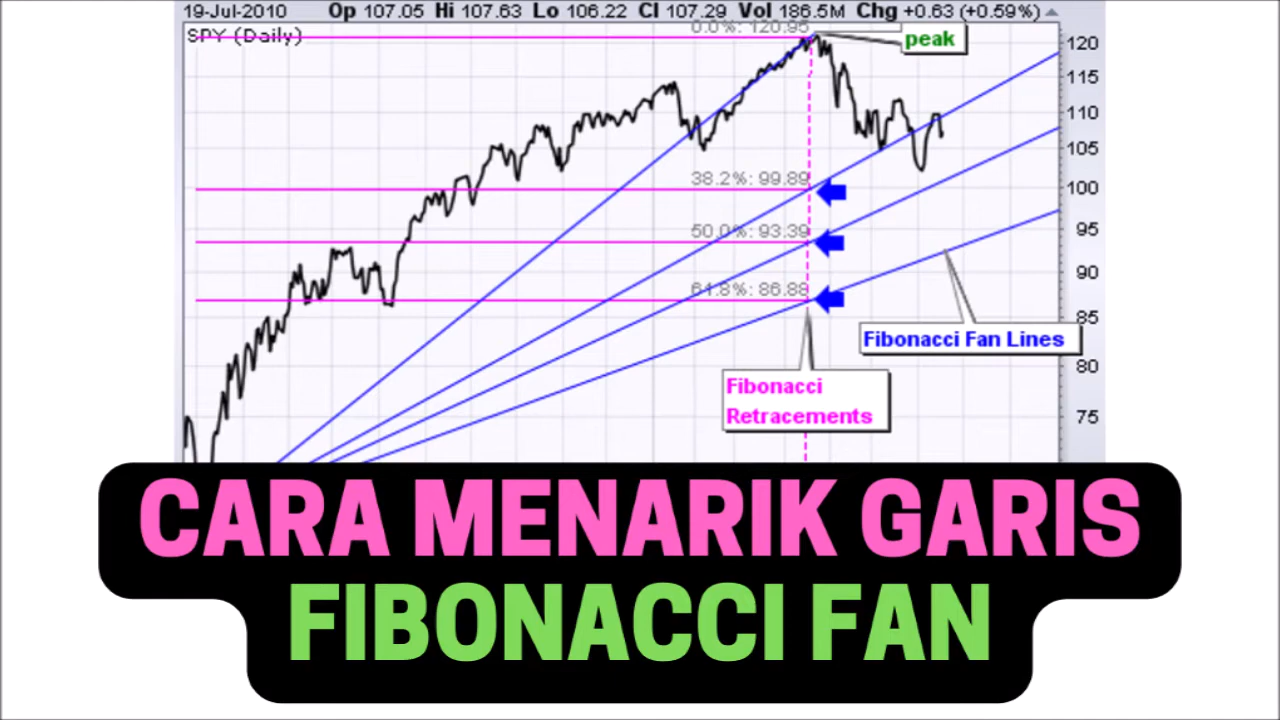 19-Jul-2010 Op 107.05 Hi 107.63 Lo 106.22 Cl 107.29 Vol 186.5M Chg +0.63 (+0.59%)
SPY (Daily)
0.0%: 120.95
peak
120
115
110
105
38.2%: 99.89
100
50.0%: 93.39
95
90
61.8%: 86.88
85
Fibonacci Fan Lines
80
Fibonacci
Retracements
75
CARA MENARIK GARIS
FIBONACCI FAN